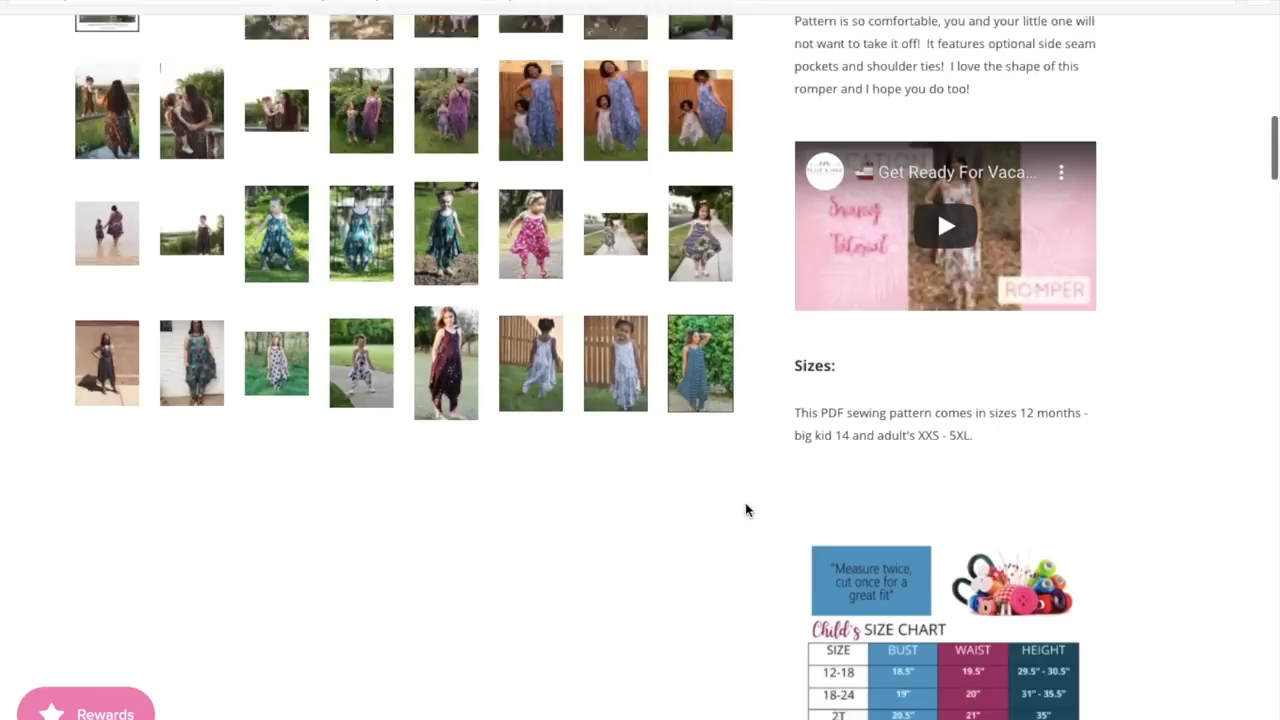 Pattern is so comfortable, you and your little one will
not want to take it off!  It features optional side seam
pockets and shoulder ties!  I love the shape of this
romper and I hope you do too!
Get Ready For Vaca...
Sewing
Tutorial
ROMPER
Sizes:
This PDF sewing pattern comes in sizes 12 months -
big kid 14 and adult's XXS - 5XL.
"Measure twice,
cut once for a
great fit"
Child's SIZE CHART
SIZE BUST WAIST HEIGHT
12-18 18.5" 19.5" 29.5" - 30.5"
18-24 19" 20" 31" - 35.5"
2T 20.5" 21" 35"
Rewards